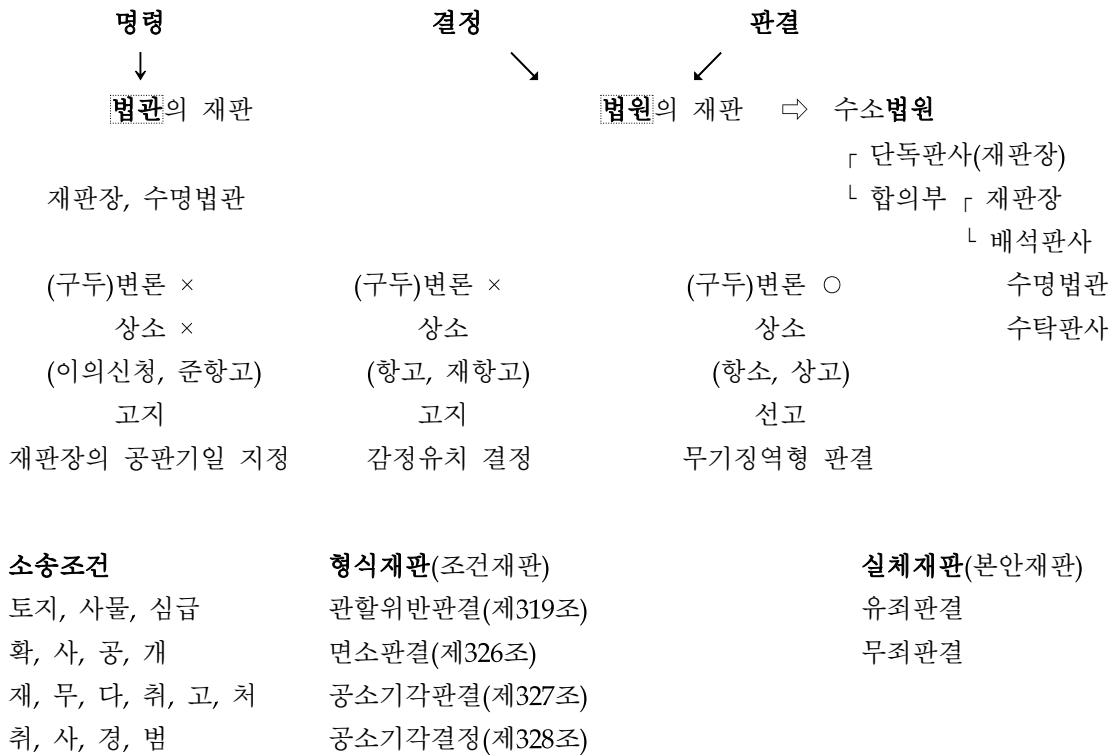 명령 결정 판결
↓ ↘ ↙
법관의 재판 법원의 재판 ⇨ 수소법원
┌ 단독판사(재판장)
재판장, 수명법관 └ 합의부 ┌ 재판장
└ 배석판사
(구두)변론 × (구두)변론 × (구두)변론 ○ 수명법관
상소 × 상소 상소 수탁판사
(이의신청, 준항고) (항고, 재항고) (항소, 상고)
고지 고지 선고
재판장의 공판기일 지정 감정유치 결정 무기징역형 판결
소송조건 형식재판(조건재판) 실체재판(본안재판)
토지, 사물, 심급 관할위반판결(제319조) 유죄판결
확, 사, 공, 개 면소판결(제326조) 무죄판결
재, 무, 다, 취, 고, 처 공소기각판결(제327조)
취, 사, 경, 범 공소기각결정(제328조)